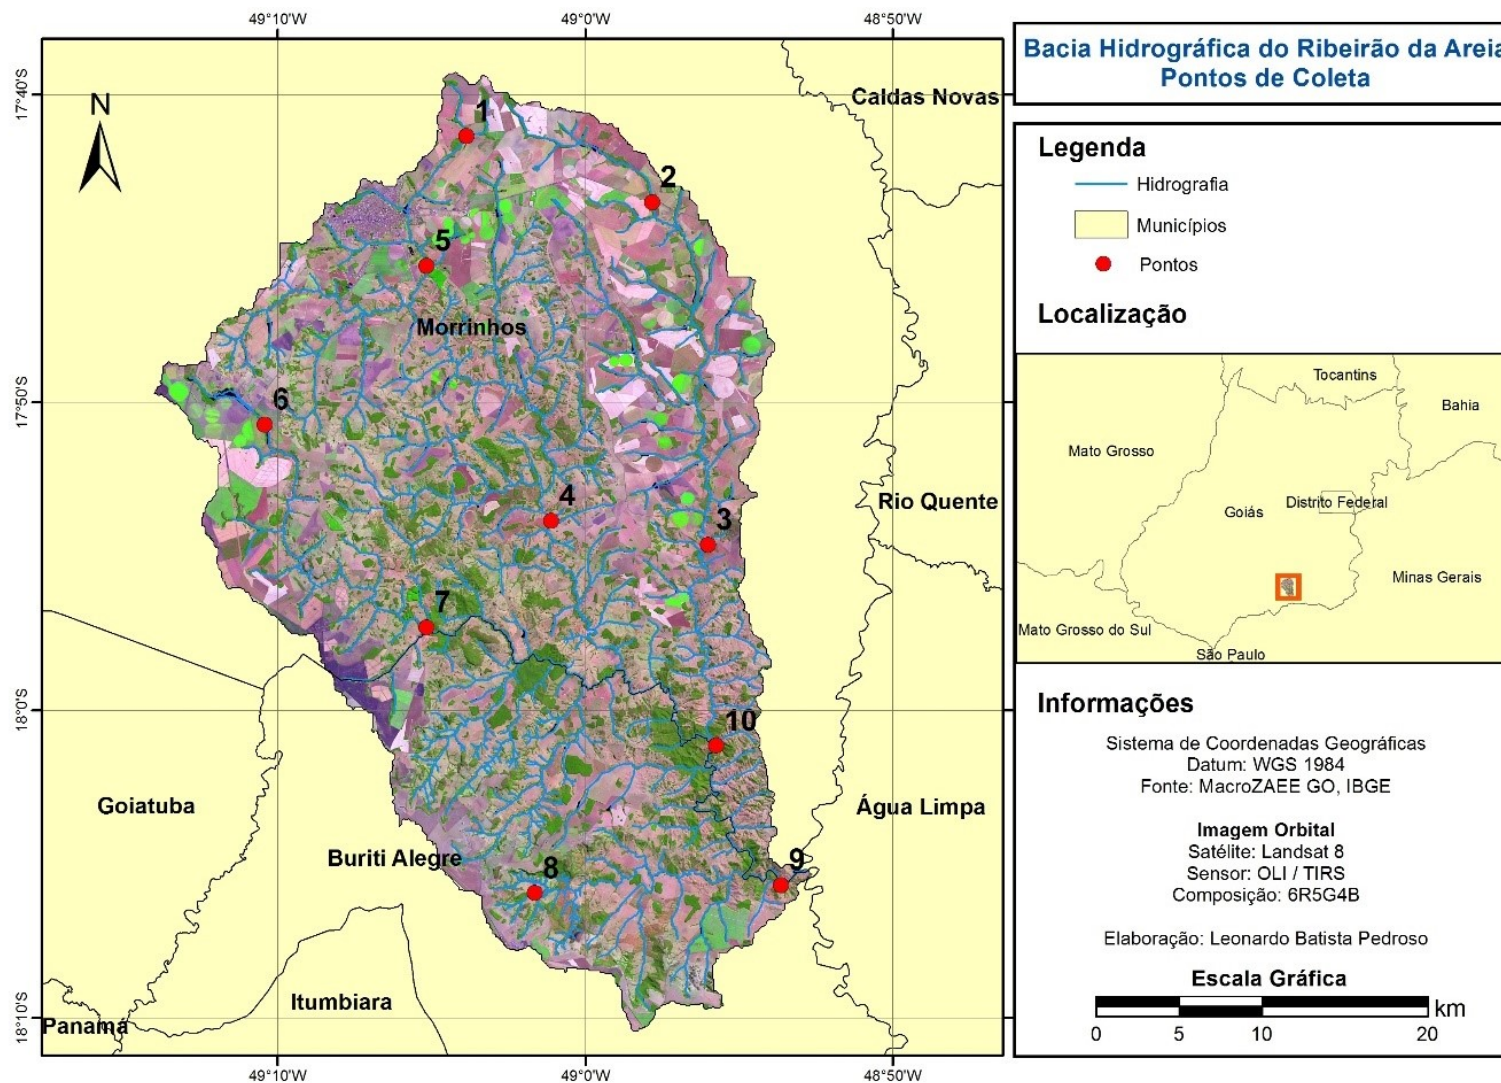 49°10'W 49°0'W 48°50'W
17°40'S
17°50'S
18°0'S
18°10'S
N
Caldas Novas
1
2
5
Morrinhos
6
4
3
Rio Quente
7
10
Goiatuba
Água Limpa
Buriti Alegre
8
9
Itumbiara
Panamá
49°10'W 49°0'W 48°50'W
Bacia Hidrográfica do Ribeirão da Areia
Pontos de Coleta
Legenda
Hidrografia
Municípios
Pontos
Localização
Tocantins
Bahia
Mato Grosso
Distrito Federal
Goiás
Minas Gerais
Mato Grosso do Sul
São Paulo
Informações
Sistema de Coordenadas Geográficas
Datum: WGS 1984
Fonte: MacroZAEE GO, IBGE
Imagem Orbital
Satélite: Landsat 8
Sensor: OLI / TIRS
Composição: 6R5G4B
Elaboração: Leonardo Batista Pedroso
Escala Gráfica
km
0 5 10 20